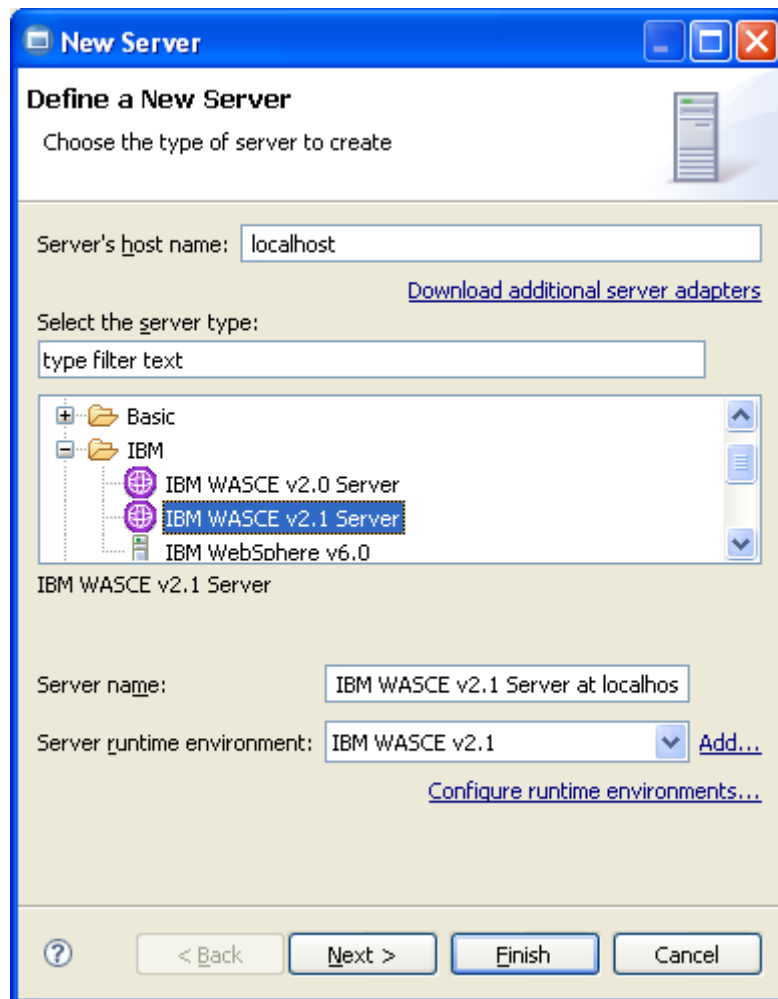 New Server
Define a New Server
Choose the type of server to create
Server's host name: localhost
Download additional server adapters
Select the server type:
type filter text
Basic
IBM
IBM WASCE v2.0 Server
IBM WASCE v2.1 Server
IBM WebSphere v6.0
IBM WASCE v2.1 Server
Server name: IBM WASCE v2.1 Server at localhos
Server runtime environment: IBM WASCE v2.1 Add...
Configure runtime environments...
? < Back Next > Finish Cancel